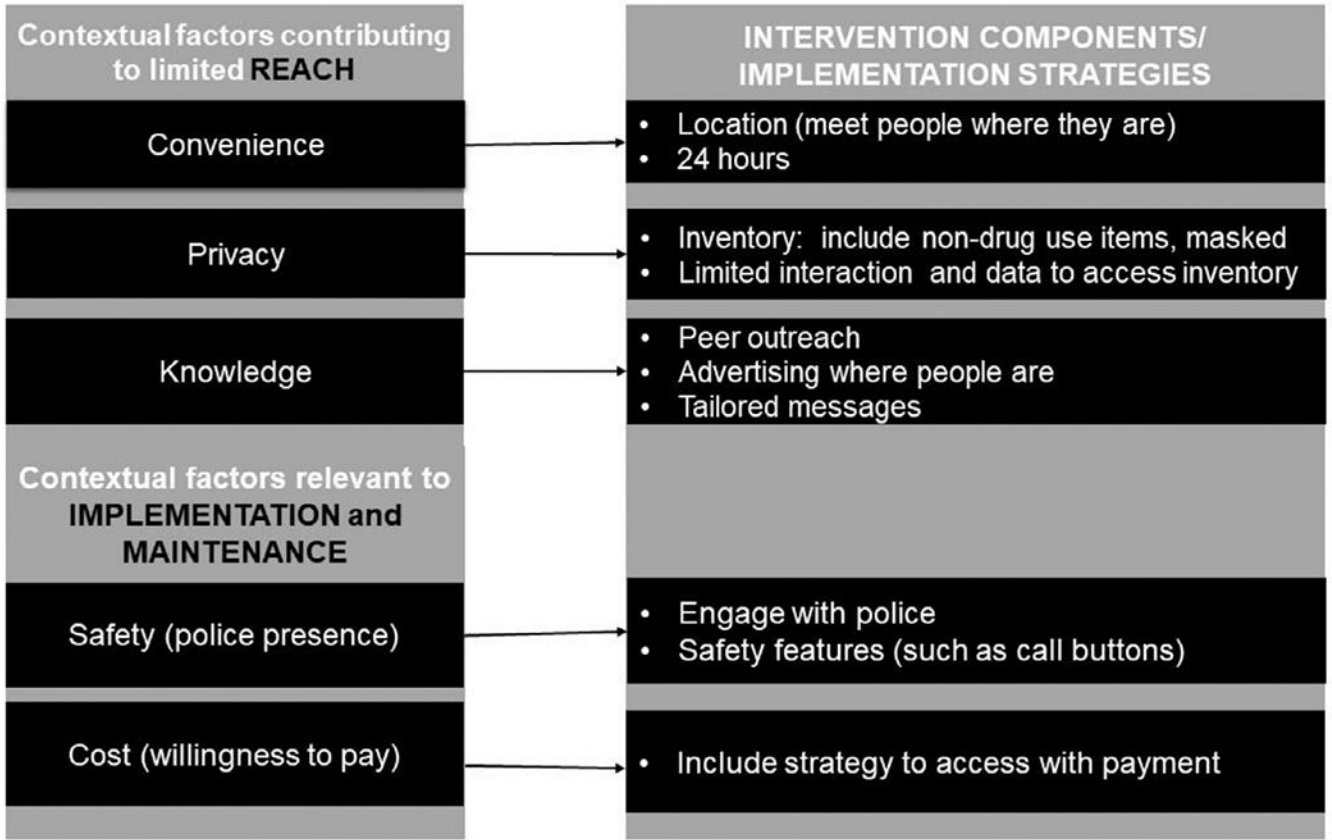 Contextual factors contributing
to limited REACH
INTERVENTION COMPONENTS/
IMPLEMENTATION STRATEGIES
Convenience
• Location (meet people where they are)
• 24 hours
Privacy
• Inventory: include non-drug use items, masked
• Limited interaction and data to access inventory
Knowledge
• Peer outreach
• Advertising where people are
• Tailored messages
Contextual factors relevant to
IMPLEMENTATION and
MAINTENANCE
Safety (police presence)
• Engage with police
• Safety features (such as call buttons)
Cost (willingness to pay)
• Include strategy to access with payment